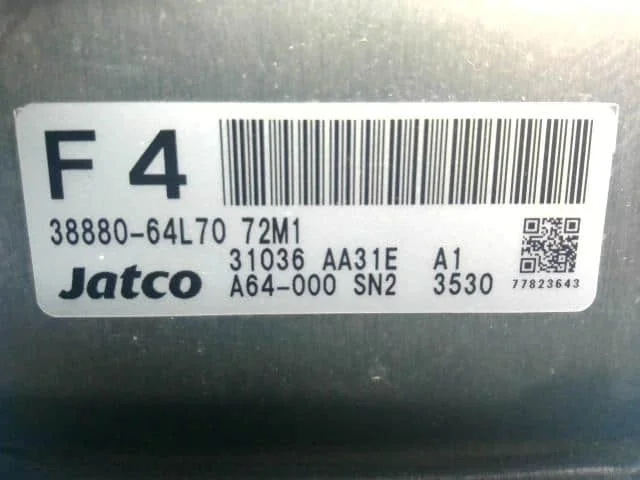 F 4
38880-64L70 72M1
31036 AA31E A1
Jatco A64-000 SN2 3530
77823643